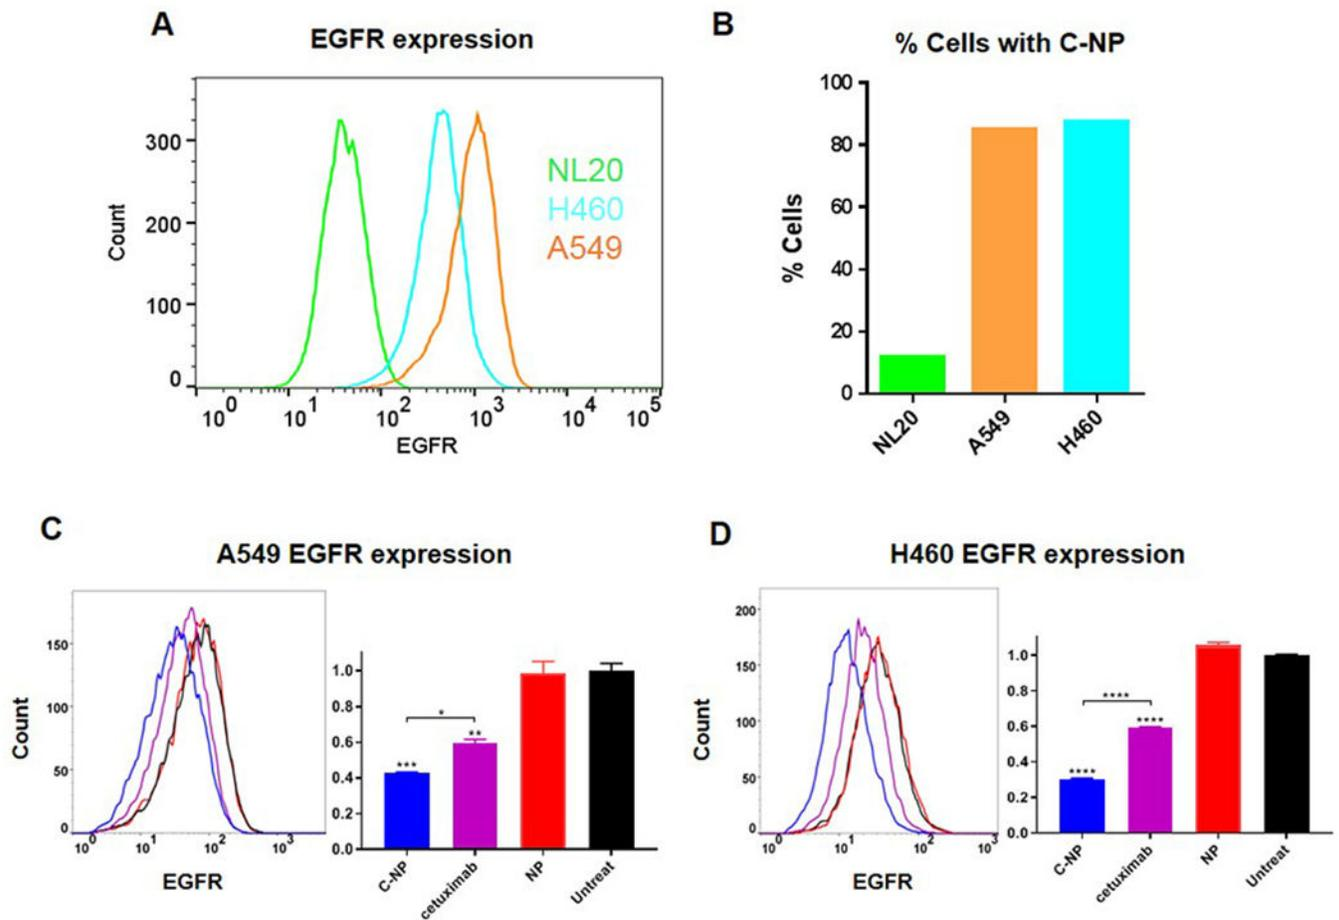 A
EGFR expression
300
200
100
0
Count
NL20
H460
A549
10^0 10^1 10^2 10^3 10^4 10^5
EGFR
B
% Cells with C-NP
100
80
60
40
20
0
% Cells
NL20 A549 H460
C
A549 EGFR expression
150
100
50
0
Count
10^0 10^1 10^2 10^3
EGFR
1.0
0.8
0.6
0.4
0.2
0.0
*
**
***
C-NP cetuximab NP Untreat
D
H460 EGFR expression
200
150
100
50
0
Count
10^0 10^1 10^2 10^3
EGFR
1.0
0.8
0.6
0.4
0.2
0.0
****
****
****
C-NP cetuximab NP Untreat